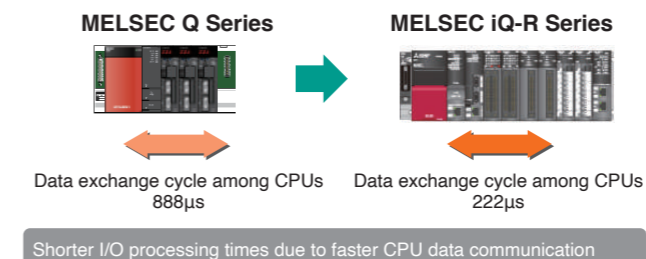 MELSEC Q Series
MELSEC iQ-R Series
Data exchange cycle among CPUs
888µs
Data exchange cycle among CPUs
222µs
Shorter I/O processing times due to faster CPU data communication